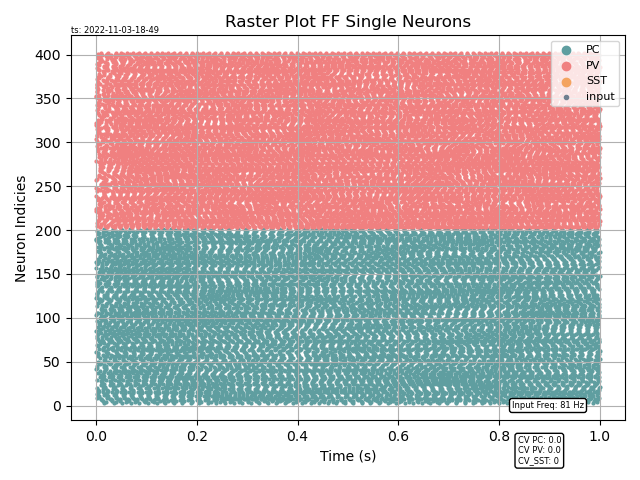 Raster Plot FF Single Neurons
ts: 2022-11-03-18-49
PC
PV
SST
input
400
350
300
250
200
150
100
50
0
Neuron Indicies
Input Freq: 81 Hz
0.0 0.2 0.4 0.6 0.8 1.0
Time (s)
CV PC: 0.0
CV PV: 0.0
CV_SST: 0